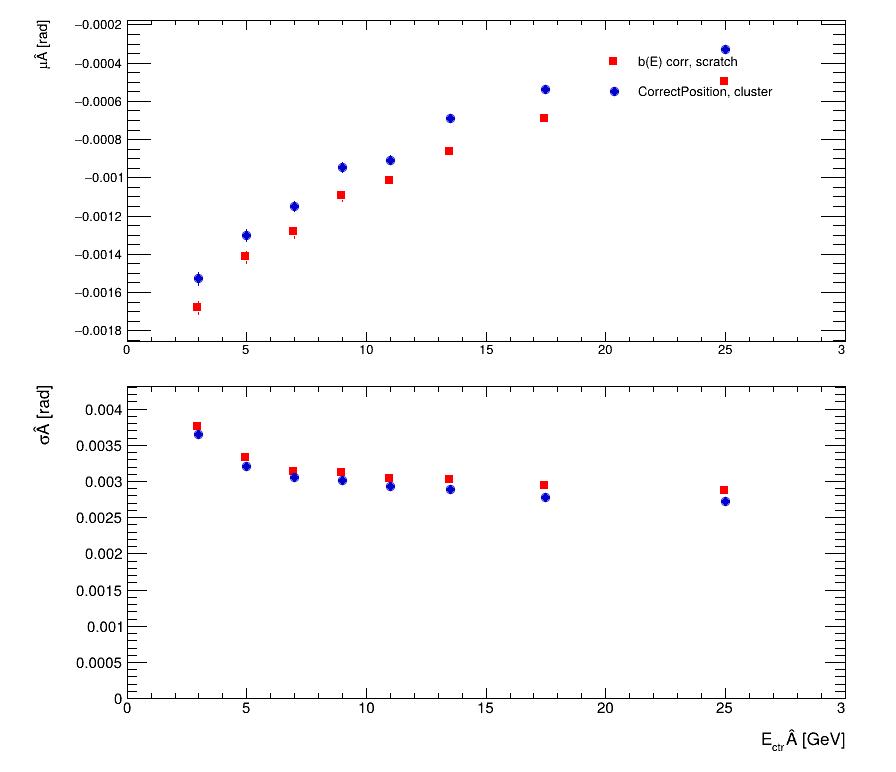 μÂ [rad]
−0.0002
−0.0004
−0.0006
−0.0008
−0.001
−0.0012
−0.0014
−0.0016
−0.0018
b(E) corr, scratch
CorrectPosition, cluster
0 5 10 15 20 25 3
σÂ [rad]
0.004
0.0035
0.003
0.0025
0.002
0.0015
0.001
0.0005
0
0 5 10 15 20 25 3
E_ctr Â [GeV]